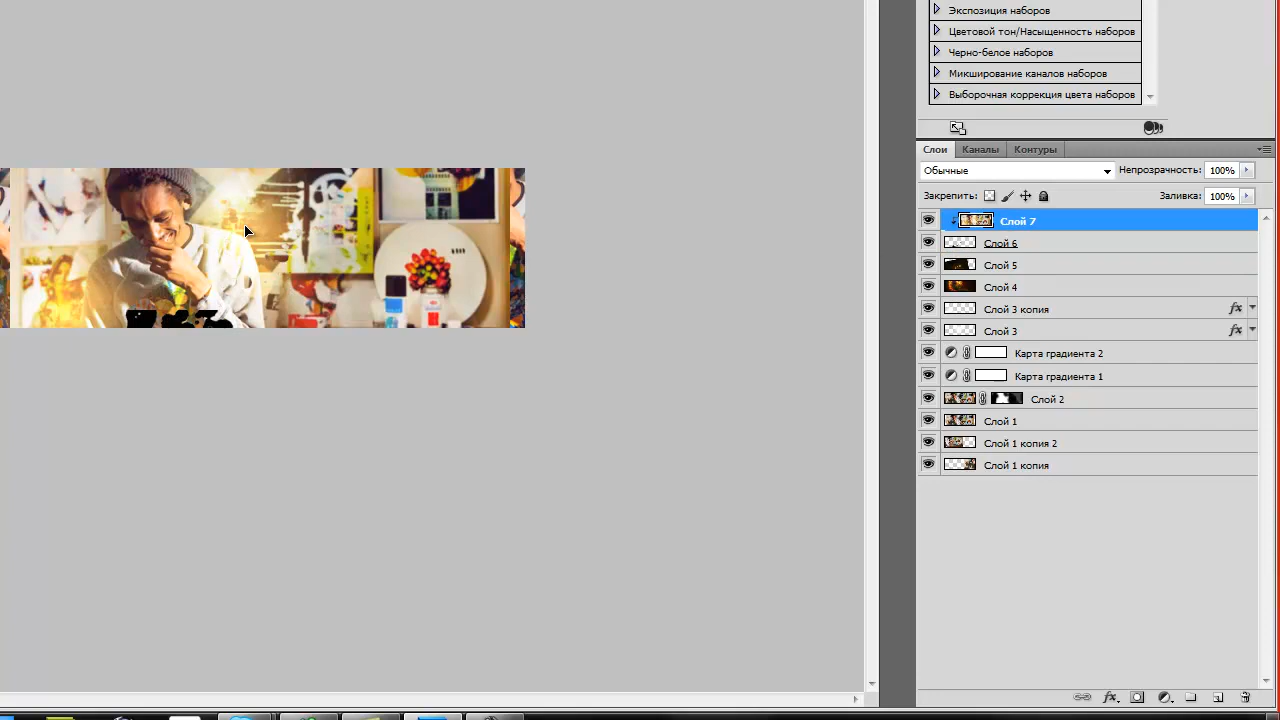 Экспозиция наборов
Цветовой тон/Насыщенность наборов
Черно-белое наборов
Микширование каналов наборов
Выборочная коррекция цвета наборов
Слои Каналы Контуры
Обычные Непрозрачность: 100%
Закрепить: Заливка: 100%
Слой 7
Слой 6
Слой 5
Слой 4
Слой 3 копия fx
Слой 3 fx
Карта градиента 2
Карта градиента 1
Слой 2
Слой 1
Слой 1 копия 2
Слой 1 копия
fx